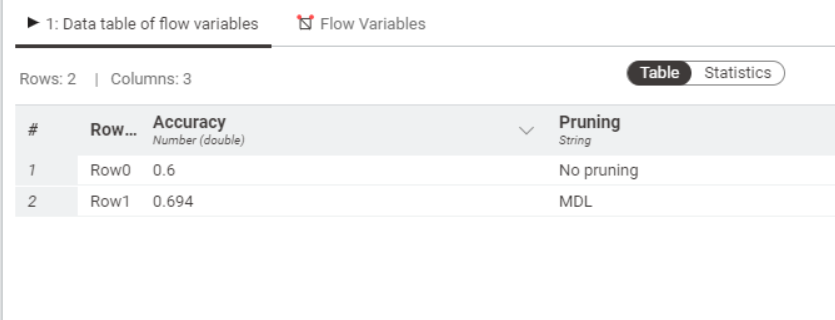 1: Data table of flow variables Flow Variables
Rows: 2 | Columns: 3 Table Statistics
# Row... Accuracy Pruning
Number (double) String
1 Row0 0.6 No pruning
2 Row1 0.694 MDL